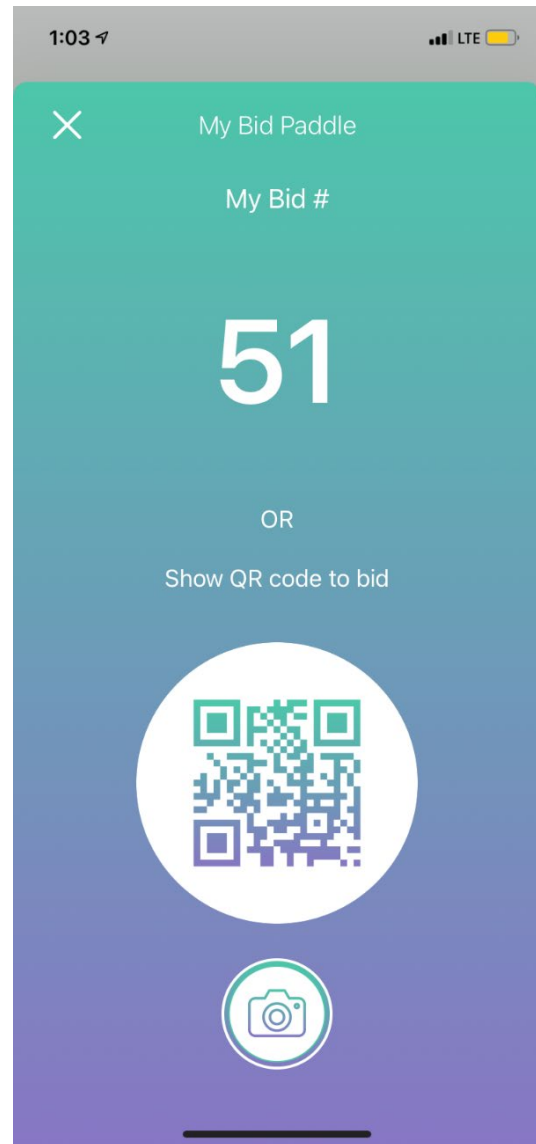 1:03
LTE
My Bid Paddle
My Bid #
51
OR
Show QR code to bid